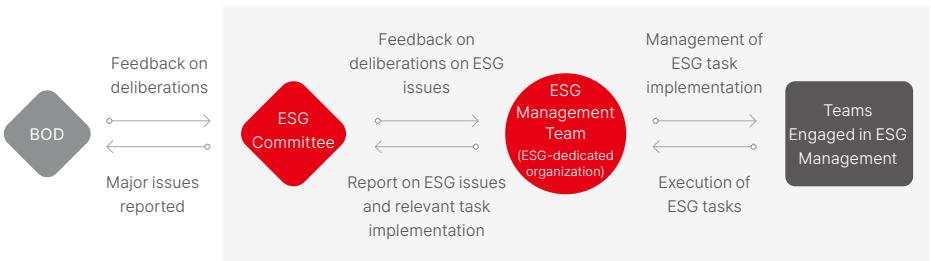 BOD
Feedback on
deliberations
Major issues
reported
ESG
Committee
Feedback on
deliberations on ESG
issues
Report on ESG issues
and relevant task
implementation
ESG
Management
Team
(ESG-dedicated
organization)
Management of
ESG task
implementation
Execution of
ESG tasks
Teams
Engaged in ESG
Management